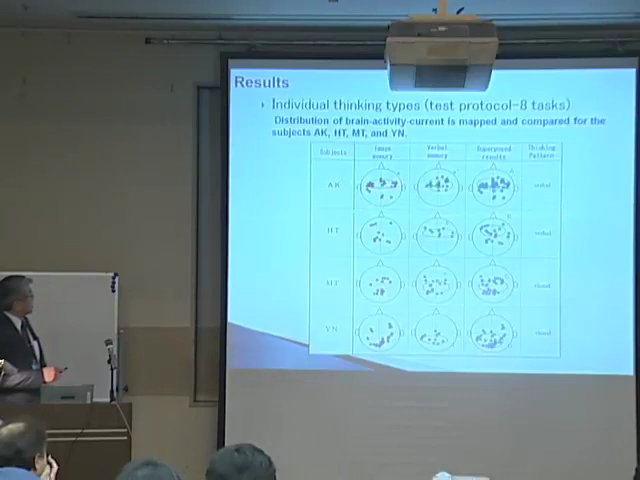 Results
Individual thinking types (test protocol-8 tasks)
Distribution of brain-activity-current is mapped and compared for the
subjects AK, HT, MT, and YN.
Subjects Image memory Verbal memory Superposed results Thinking Pattern
AK verbal
HT verbal
MT visual
YN visual